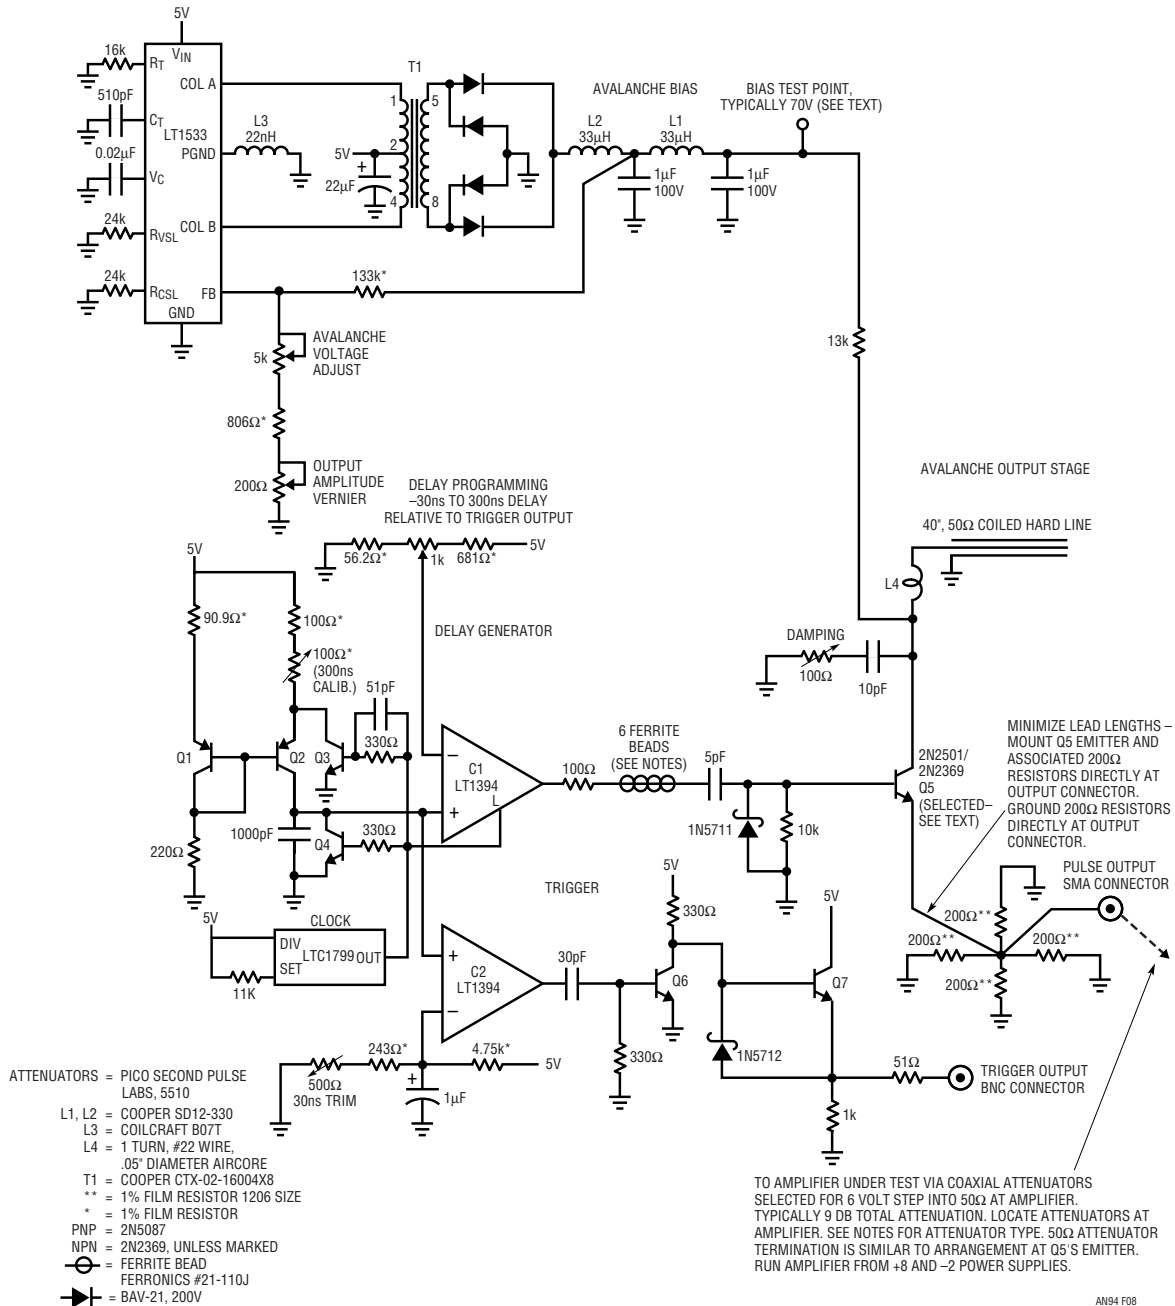 5V
16k
RT
VIN
COL A
T1
1
5
510pF
CT
LT1533
L3
22nH
PGND
5V
2
0.02µF
VC
+
22µF
4
8
24k
RVSL
COL B
24k
RCSL
FB
GND
133k*
AVALANCHE BIAS
L2
33µH
L1
33µH
1µF
100V
1µF
100V
BIAS TEST POINT,
TYPICALLY 70V (SEE TEXT)
13k
5k
AVALANCHE
VOLTAGE
ADJUST
806Ω*
200Ω
OUTPUT
AMPLITUDE
VERNIER
DELAY PROGRAMMING
–30ns TO 300ns DELAY
RELATIVE TO TRIGGER OUTPUT
56.2Ω*
1k
681Ω*
5V
AVALANCHE OUTPUT STAGE
40", 50Ω COILED HARD LINE
L4
5V
90.9Ω*
100Ω*
100Ω*
(300ns
CALIB.)
DELAY GENERATOR
DAMPING
100Ω
10pF
51pF
330Ω
Q1
Q2
Q3
–
C1
LT1394
+
L
6 FERRITE
BEADS
(SEE NOTES)
100Ω
5pF
1N5711
10k
2N2501/
2N2369
Q5
(SELECTED–
SEE TEXT)
MINIMIZE LEAD LENGTHS –
MOUNT Q5 EMITTER AND
ASSOCIATED 200Ω
RESISTORS DIRECTLY AT
OUTPUT CONNECTOR.
GROUND 200Ω RESISTORS
DIRECTLY AT OUTPUT
CONNECTOR.
1000pF
Q4
330Ω
220Ω
TRIGGER
5V
CLOCK
DIV
SET
LTC1799
OUT
11K
+
C2
LT1394
–
30pF
5V
330Ω
Q6
330Ω
5V
Q7
1N5712
1k
51Ω
TRIGGER OUTPUT
BNC CONNECTOR
PULSE OUTPUT
SMA CONNECTOR
200Ω**
200Ω**
200Ω**
200Ω**
500Ω
30ns TRIM
243Ω*
4.75k*
5V
+
1µF
ATTENUATORS = PICO SECOND PULSE
LABS, 5510
L1, L2 = COOPER SD12-330
L3 = COILCRAFT B07T
L4 = 1 TURN, #22 WIRE,
.05" DIAMETER AIRCORE
T1 = COOPER CTX-02-16004X8
** = 1% FILM RESISTOR 1206 SIZE
* = 1% FILM RESISTOR
PNP = 2N5087
NPN = 2N2369, UNLESS MARKED
= FERRITE BEAD
FERRONICS #21-110J
= BAV-21, 200V
TO AMPLIFIER UNDER TEST VIA COAXIAL ATTENUATORS
SELECTED FOR 6 VOLT STEP INTO 50Ω AT AMPLIFIER.
TYPICALLY 9 DB TOTAL ATTENUATION. LOCATE ATTENUATORS AT
AMPLIFIER. SEE NOTES FOR ATTENUATOR TYPE. 50Ω ATTENUATOR
TERMINATION IS SIMILAR TO ARRANGEMENT AT Q5'S EMITTER.
RUN AMPLIFIER FROM +8 AND –2 POWER SUPPLIES.
AN94 F08